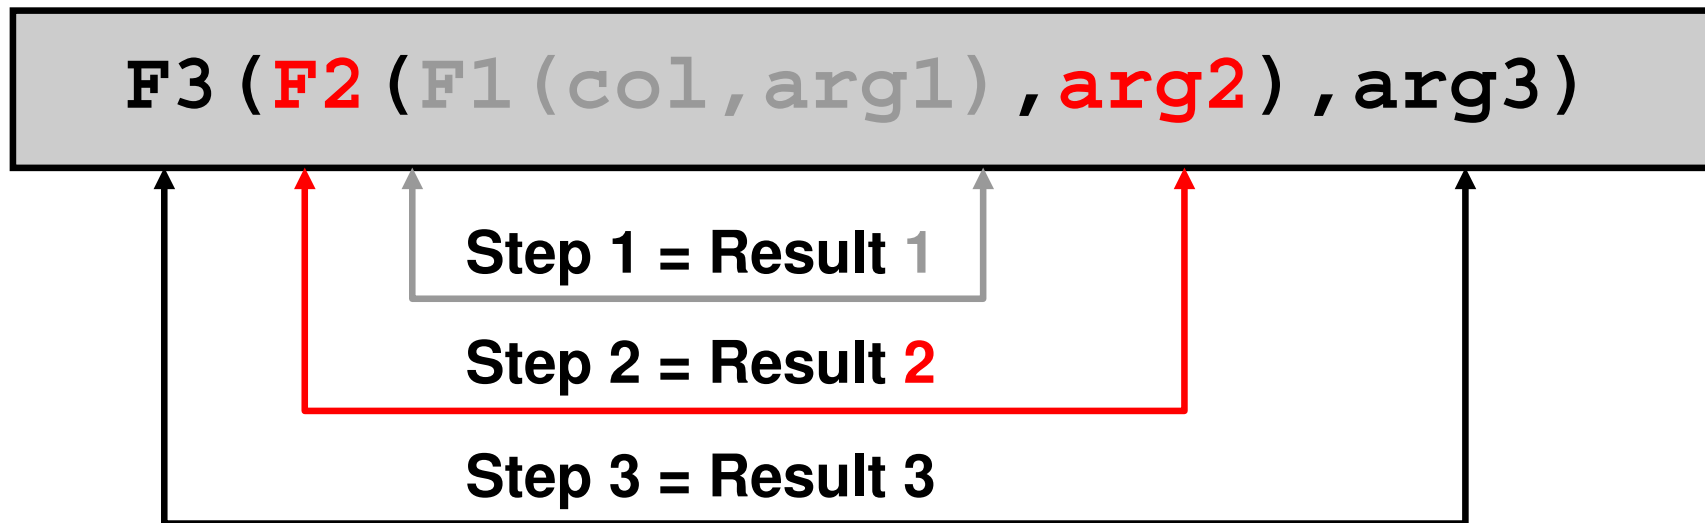 F3(F2(F1(col,arg1),arg2),arg3)
Step 1 = Result 1
Step 2 = Result 2
Step 3 = Result 3